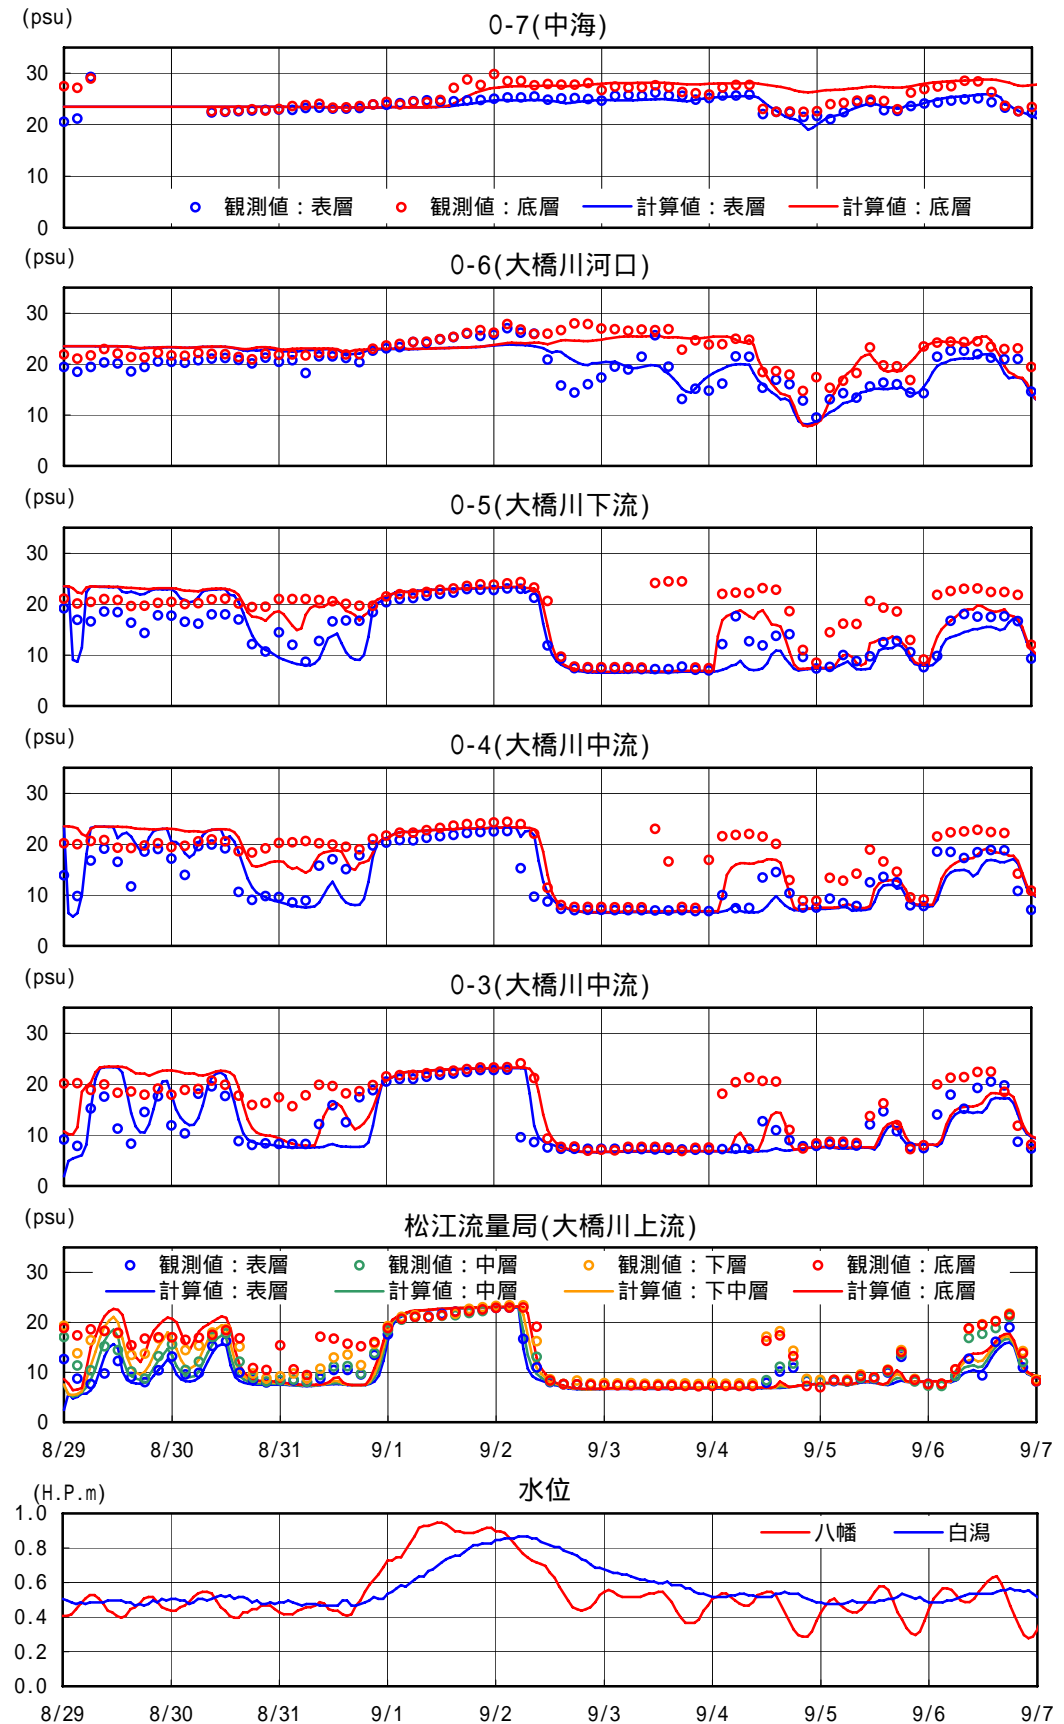 (psu)
0-7(中海)
30
20
10
0
観測値：表層 観測値：底層 計算値：表層 計算値：底層
(psu)
0-6(大橋川河口)
30
20
10
0
(psu)
0-5(大橋川下流)
30
20
10
0
(psu)
0-4(大橋川中流)
30
20
10
0
(psu)
0-3(大橋川中流)
30
20
10
0
(psu)
松江流量局(大橋川上流)
観測値：表層 観測値：中層 観測値：下層 観測値：底層
計算値：表層 計算値：中層 計算値：下中層 計算値：底層
30
20
10
0
8/29 8/30 8/31 9/1 9/2 9/3 9/4 9/5 9/6 9/7
水位
(H.P.m)
八幡 白潟
1.0
0.8
0.6
0.4
0.2
0.0
8/29 8/30 8/31 9/1 9/2 9/3 9/4 9/5 9/6 9/7